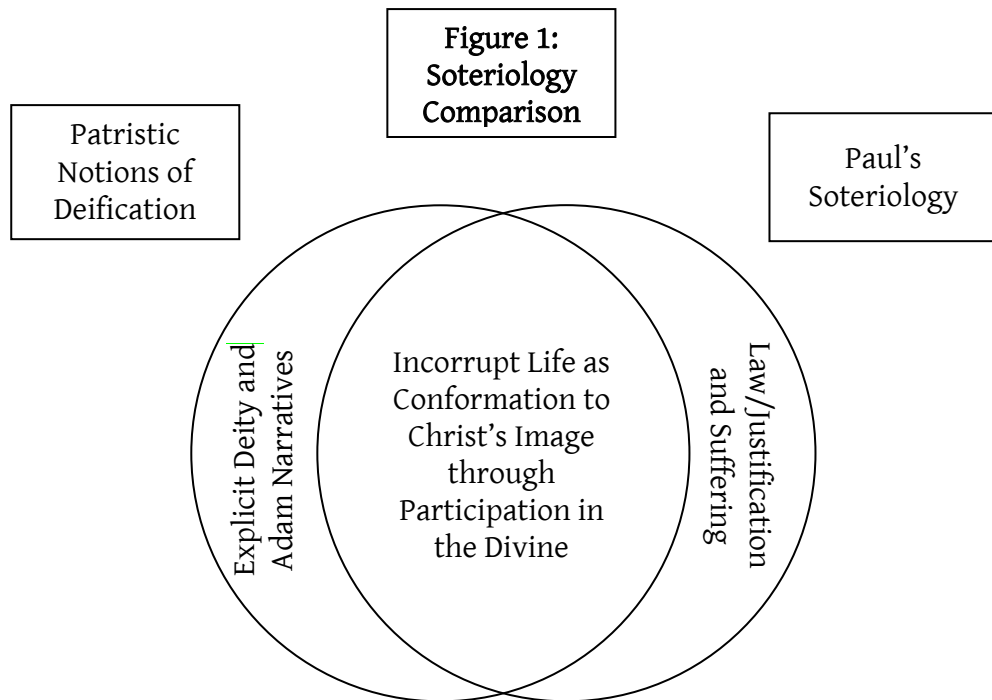 Figure 1:
Soteriology
Comparison
Patristic
Notions of
Deification
Paul’s
Soteriology
Explicit Deity and
Adam Narratives
Incorrupt Life as
Conformation to
Christ’s Image
through
Participation in
the Divine
Law/Justification
and Suffering